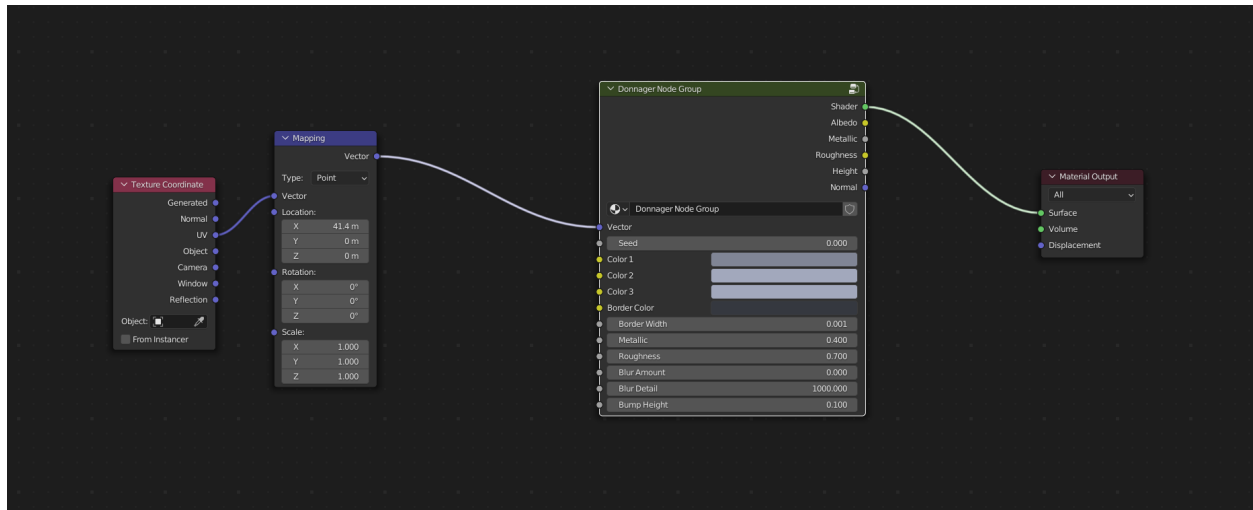 Texture Coordinate
Generated
Normal
UV
Object
Camera
Window
Reflection
Object:
From Instancer
Mapping
Vector
Type: Point
Vector
Location:
X 41.4 m
Y 0 m
Z 0 m
Rotation:
X 0°
Y 0°
Z 0°
Scale:
X 1.000
Y 1.000
Z 1.000
Donnager Node Group
Shader
Albedo
Metallic
Roughness
Height
Normal
Donnager Node Group
Vector
Seed 0.000
Color 1
Color 2
Color 3
Border Color
Border Width 0.001
Metallic 0.400
Roughness 0.700
Blur Amount 0.000
Blur Detail 1000.000
Bump Height 0.100
Material Output
All
Surface
Volume
Displacement